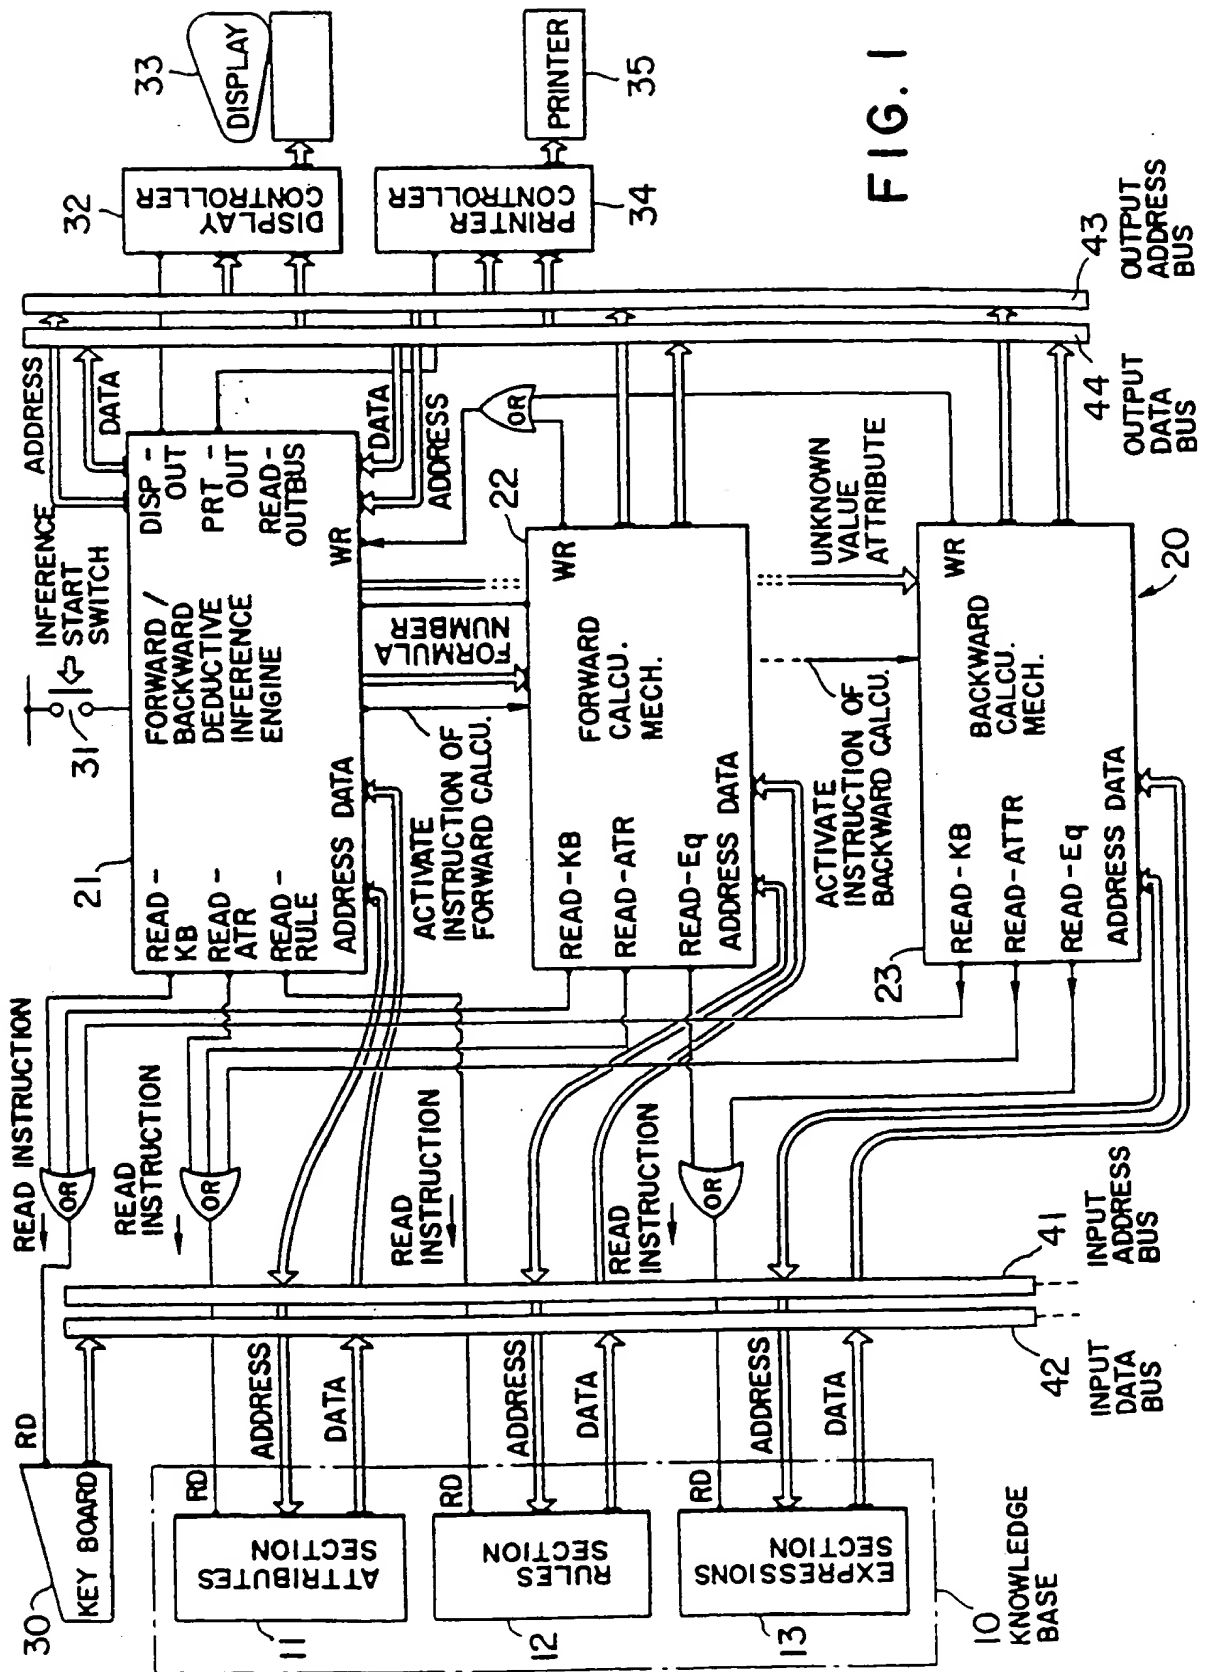 FIG. 1
30
KEY BOARD
RD
READ INSTRUCTION
OR
READ
INSTRUCTION
OR
11
ATTRIBUTES
SECTION
RD
ADDRESS
DATA
12
RULES
SECTION
RD
ADDRESS
DATA
READ
INSTRUCTION
13
EXPRESSIONS
SECTION
RD
ADDRESS
DATA
READ
INSTRUCTION
OR
10
KNOWLEDGE
BASE
42
INPUT
DATA
BUS
41
INPUT
ADDRESS
BUS
31
INFERENCE
START
SWITCH
21
FORWARD/
BACKWARD
DEDUCTIVE
INFERENCE
ENGINE
READ-
KB
READ-
ATR
READ-
RULE
ADDRESS DATA
DISP-
OUT
PRT-
OUT
READ-
OUTBUS
WR
ADDRESS
DATA
DATA
ADDRESS
ACTIVATE
INSTRUCTION OF
FORWARD CALCU.
FORMULA
NUMBER
22
FORWARD
CALCU.
MECH.
READ-KB
READ-ATR
READ-Eq
ADDRESS DATA
WR
OR
ACTIVATE
INSTRUCTION OF
BACKWARD CALCU.
UNKNOWN
VALUE
ATTRIBUTE
23
BACKWARD
CALCU.
MECH.
READ-KB
READ-ATTR
READ-Eq
ADDRESS DATA
WR
20
44
OUTPUT
DATA
BUS
43
OUTPUT
ADDRESS
BUS
32
DISPLAY
CONTROLLER
33
DISPLAY
34
PRINTER
CONTROLLER
35
PRINTER